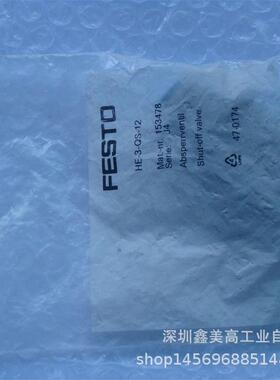 FESTO
HE-3-QS-12
Mat.-nr. 153478
Serie: J4
Absperrventil
Shut-off valve
47-0174
深圳鑫美高工业自
shop14569688514